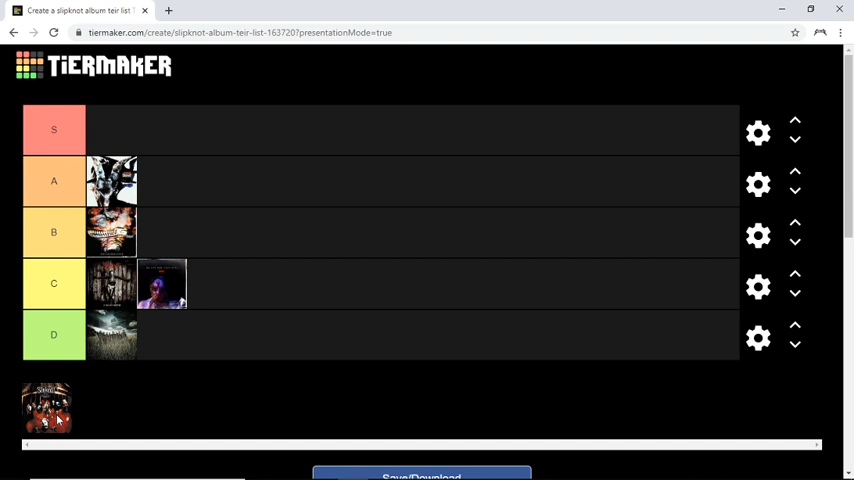 Create a slipknot album teir list
tiermaker.com/create/slipknot-album-teir-list-163720?presentationMode=true
TiERMAKER
S
A
B
C
D
Save/Download